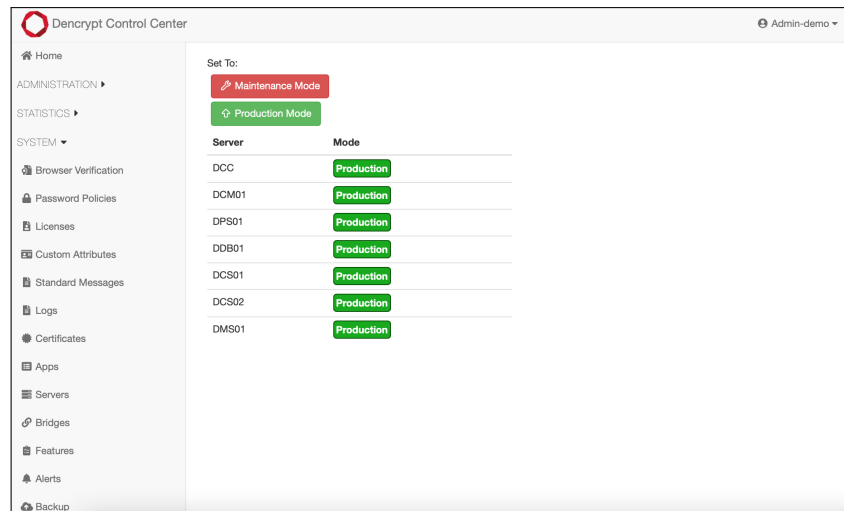 Dencrypt Control Center
Admin-demo
Home
ADMINISTRATION
STATISTICS
SYSTEM
Browser Verification
Password Policies
Licenses
Custom Attributes
Standard Messages
Logs
Certificates
Apps
Servers
Bridges
Features
Alerts
Backup
Set To:
Maintenance Mode
Production Mode
Server Mode
DCC Production
DCM01 Production
DPS01 Production
DDB01 Production
DCS01 Production
DCS02 Production
DMS01 Production